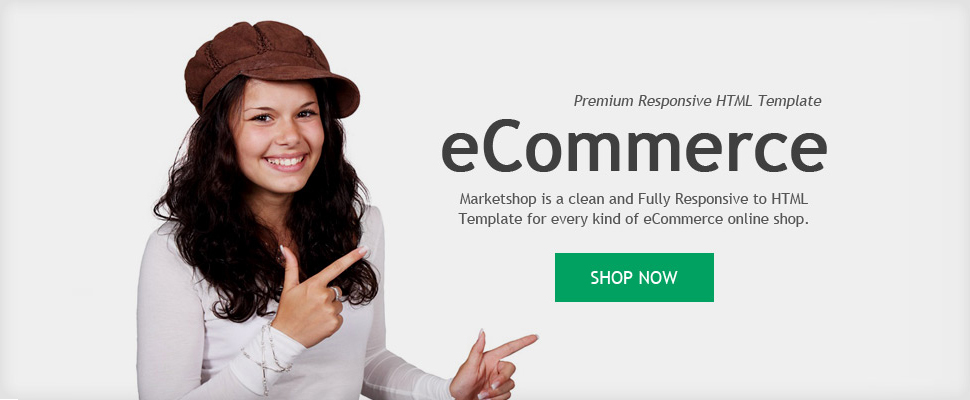 Premium Responsive HTML Template
eCommerce
Marketshop is a clean and Fully Responsive to HTML
Template for every kind of eCommerce online shop.
SHOP NOW